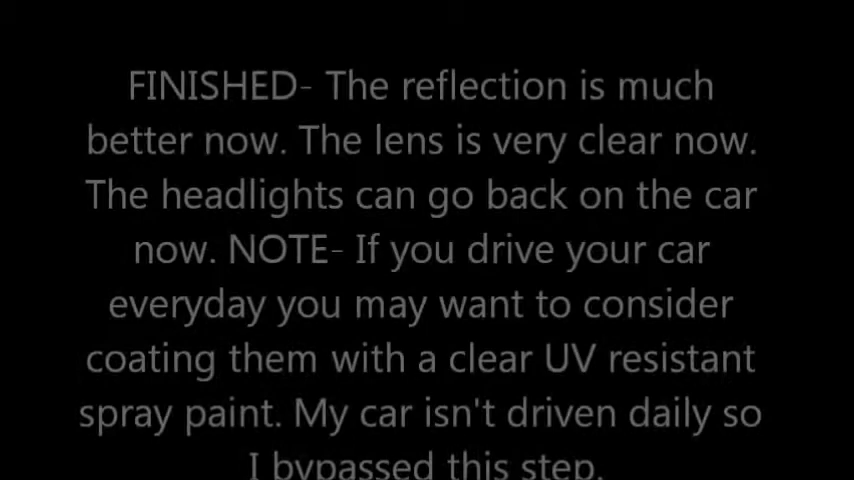 FINISHED- The reflection is much
better now. The lens is very clear now.
The headlights can go back on the car
now. NOTE- If you drive your car
everyday you may want to consider
coating them with a clear UV resistant
spray paint. My car isn't driven daily so
I bypassed this step.